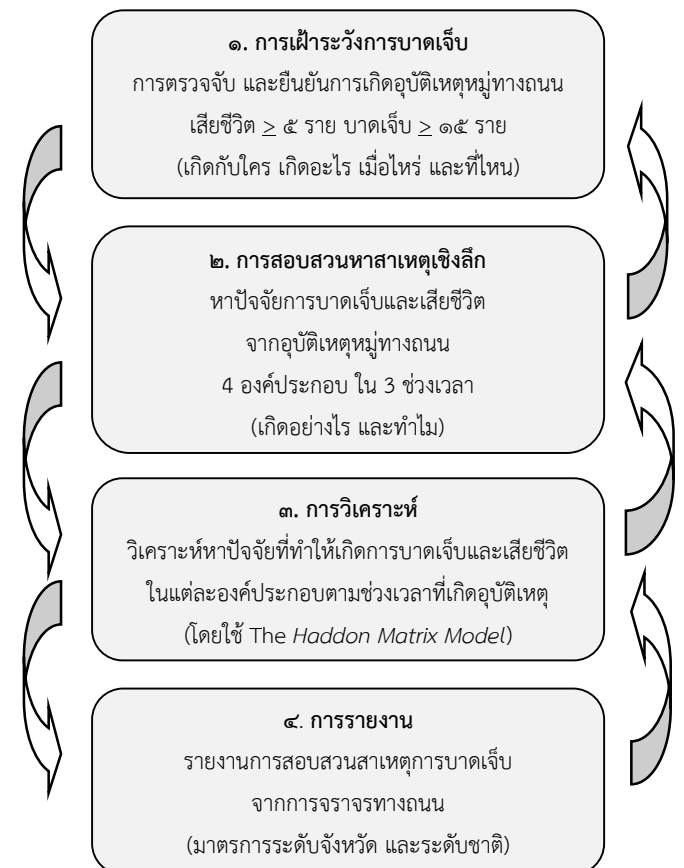 ๑. การเฝ้าระวังการบาดเจ็บ
การตรวจจับ และยืนยันการเกิดอุบัติเหตุหมู่ทางถนน
เสียชีวิต ≥ ๕ ราย บาดเจ็บ ≥ ๑๕ ราย
(เกิดกับใคร เกิดอะไร เมื่อไหร่ และที่ไหน)
๒. การสอบสวนหาสาเหตุเชิงลึก
หาปัจจัยการบาดเจ็บและเสียชีวิต
จากอุบัติเหตุหมู่ทางถนน
4 องค์ประกอบ ใน 3 ช่วงเวลา
(เกิดอย่างไร และทำไม)
๓. การวิเคราะห์
วิเคราะห์หาปัจจัยที่ทำให้เกิดการบาดเจ็บและเสียชีวิต
ในแต่ละองค์ประกอบตามช่วงเวลาที่เกิดอุบัติเหตุ
(โดยใช้ The Haddon Matrix Model)
๔. การรายงาน
รายงานการสอบสวนสาเหตุการบาดเจ็บ
จากการจราจรทางถนน
(มาตรการระดับจังหวัด และระดับชาติ)